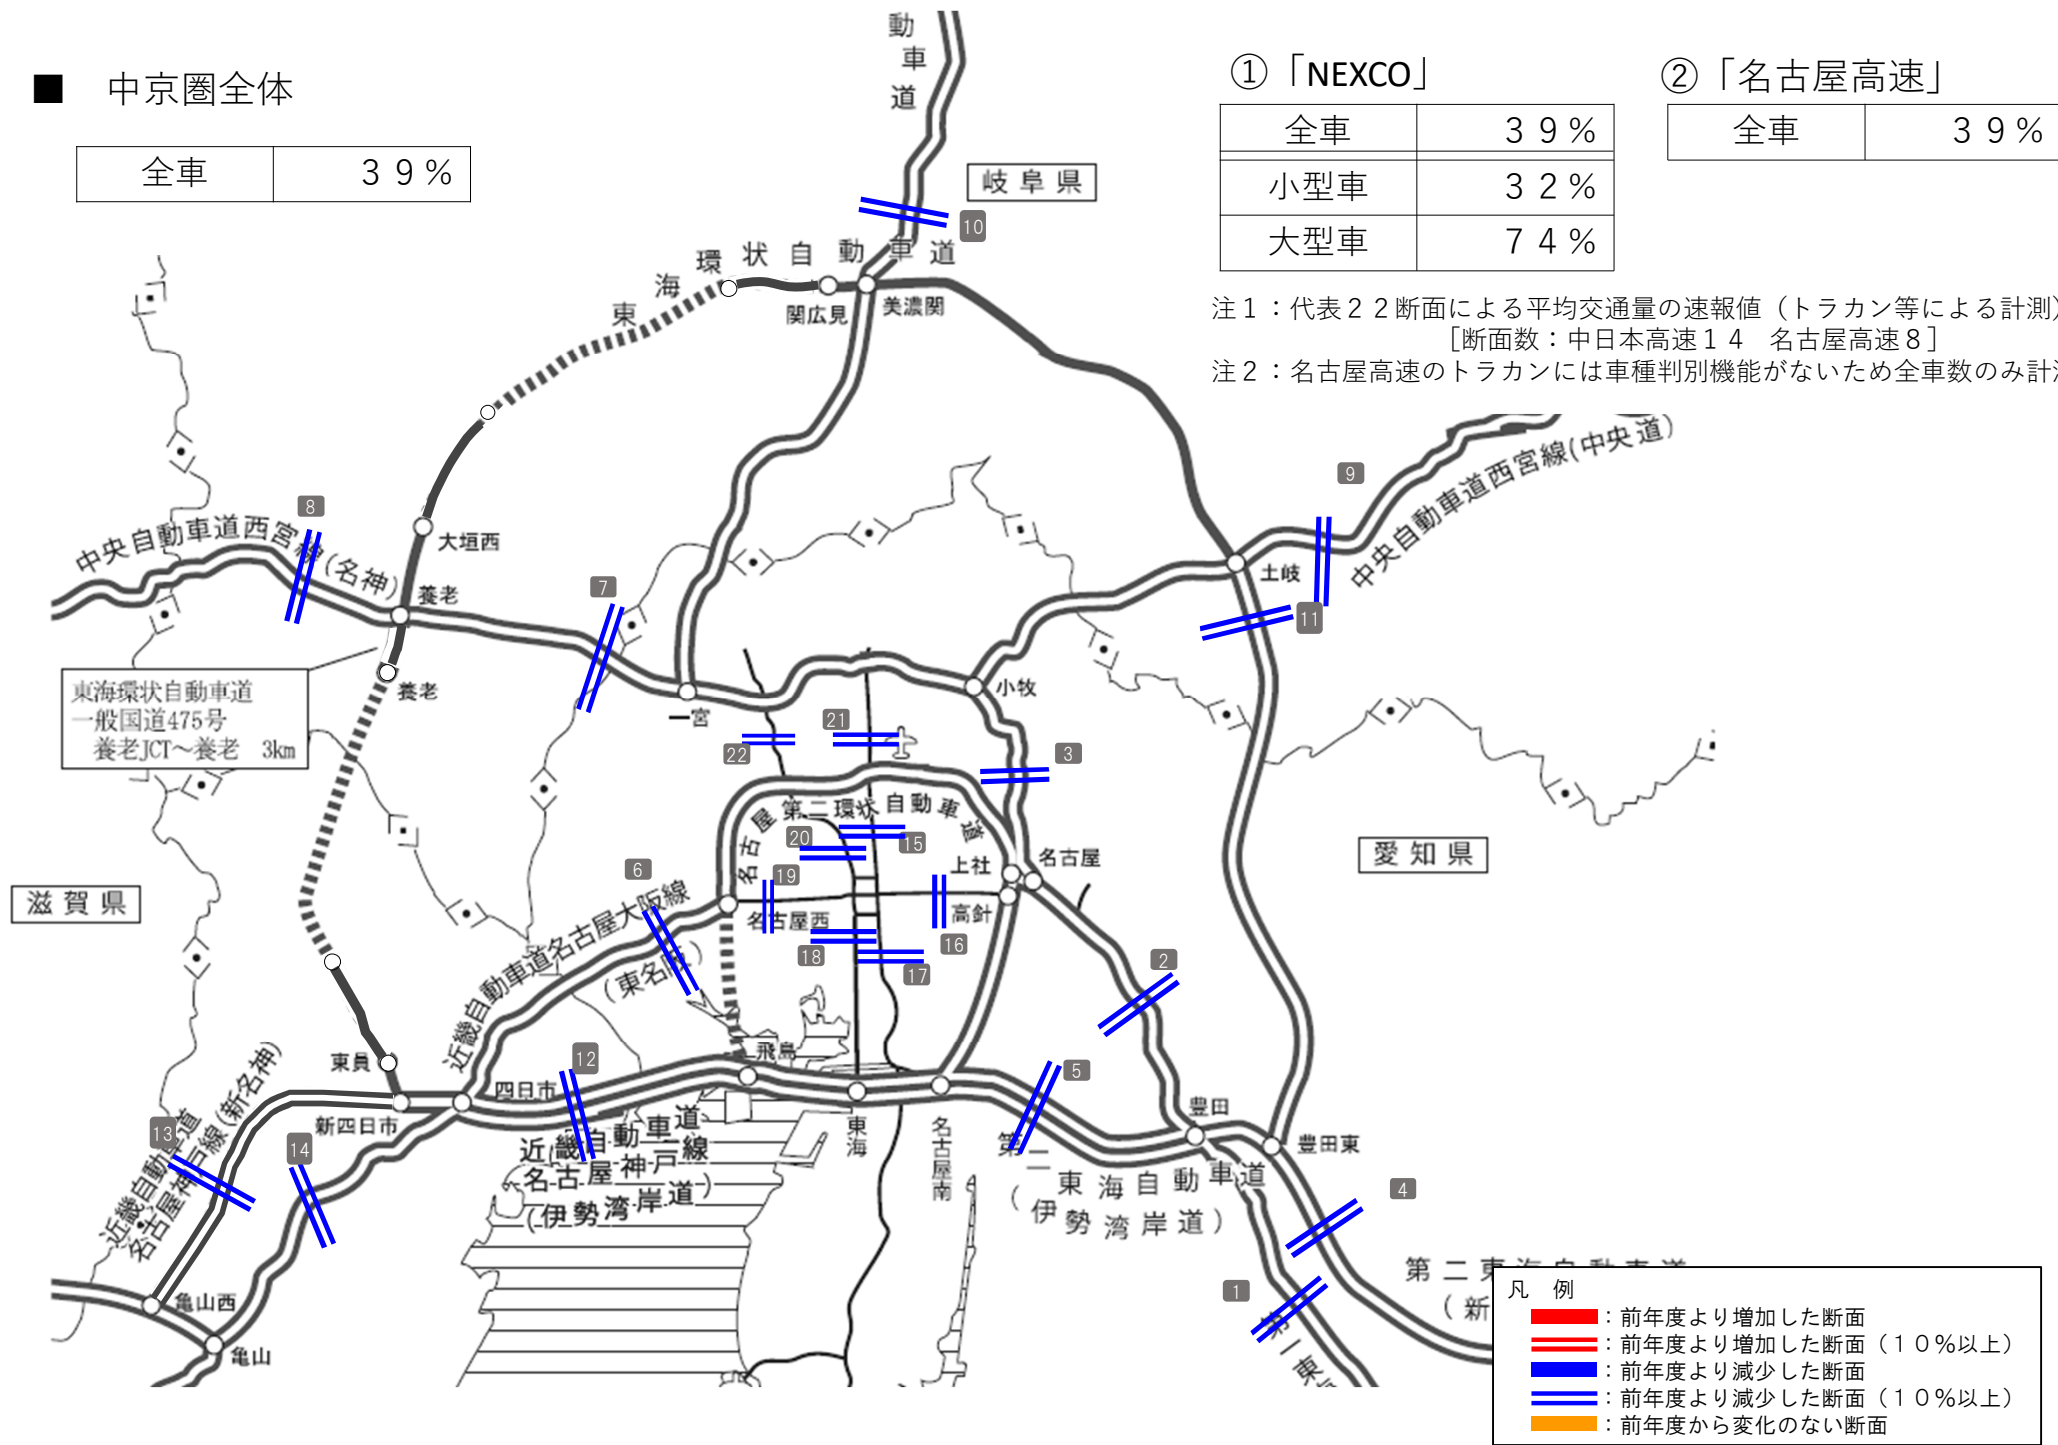 ■ 中京圏全体
全車 39%
①「NEXCO」
全車 39%
小型車 32%
大型車 74%
②「名古屋高速」
全車 39%
注1：代表22断面による平均交通量の速報値（トラカン等による計測）
［断面数：中日本高速14 名古屋高速8］
注2：名古屋高速のトラカンには車種判別機能がないため全車数のみ計
動車道
岐阜県
10
東海環状自動車道
関広見
美濃関
9
中央自動車道西宮線(中央道)
8
中央自動車道西宮線(名神)
大垣西
養老
7
土岐
11
養老
東海環状自動車道
一般国道475号
養老JCT～養老 3km
一宮
小牧
21
22
3
名古屋第二環状自動車道
20
15
上社
名古屋
愛知県
滋賀県
6
19
名古屋西
高針
16
18
17
近畿自動車道名古屋大阪線
(東名阪)
2
飛島
東員
12
四日市
5
新四日市
豊田
豊田東
東海
名古屋南
13
14
近畿自動車道
名古屋神戸線(新名神)
近畿自動車道
名古屋神戸線
(伊勢湾岸道)
第二東海自動車道
(伊勢湾岸道)
4
1
亀山西
亀山
第二東海自動車道
(新
第一東
凡 例
：前年度より増加した断面
：前年度より増加した断面（10%以上）
：前年度より減少した断面
：前年度より減少した断面（10%以上）
：前年度から変化のない断面